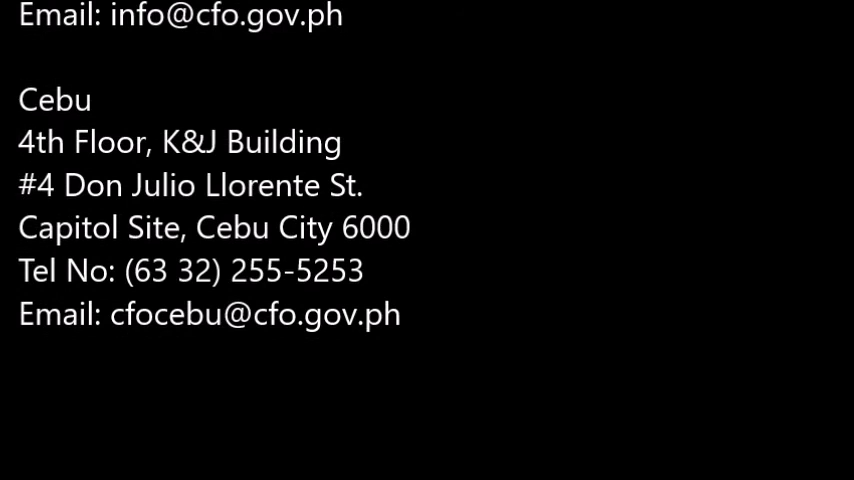 Email: info@cfo.gov.ph
Cebu
4th Floor, K&J Building
#4 Don Julio Llorente St.
Capitol Site, Cebu City 6000
Tel No: (63 32) 255-5253
Email: cfocebu@cfo.gov.ph